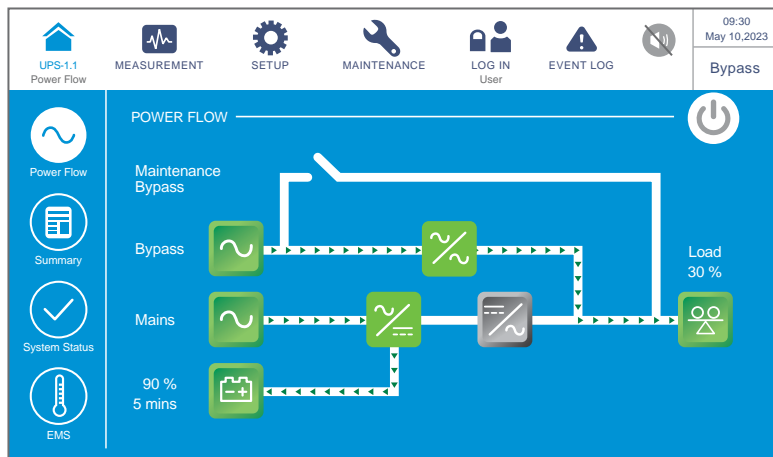 UPS-1.1
Power Flow
MEASUREMENT
SETUP
MAINTENANCE
LOG IN
User
EVENT LOG
09:30
May 10,2023
Bypass
Power Flow
Summary
System Status
EMS
POWER FLOW
Maintenance
Bypass
Bypass
Mains
90 %
5 mins
Load
30 %